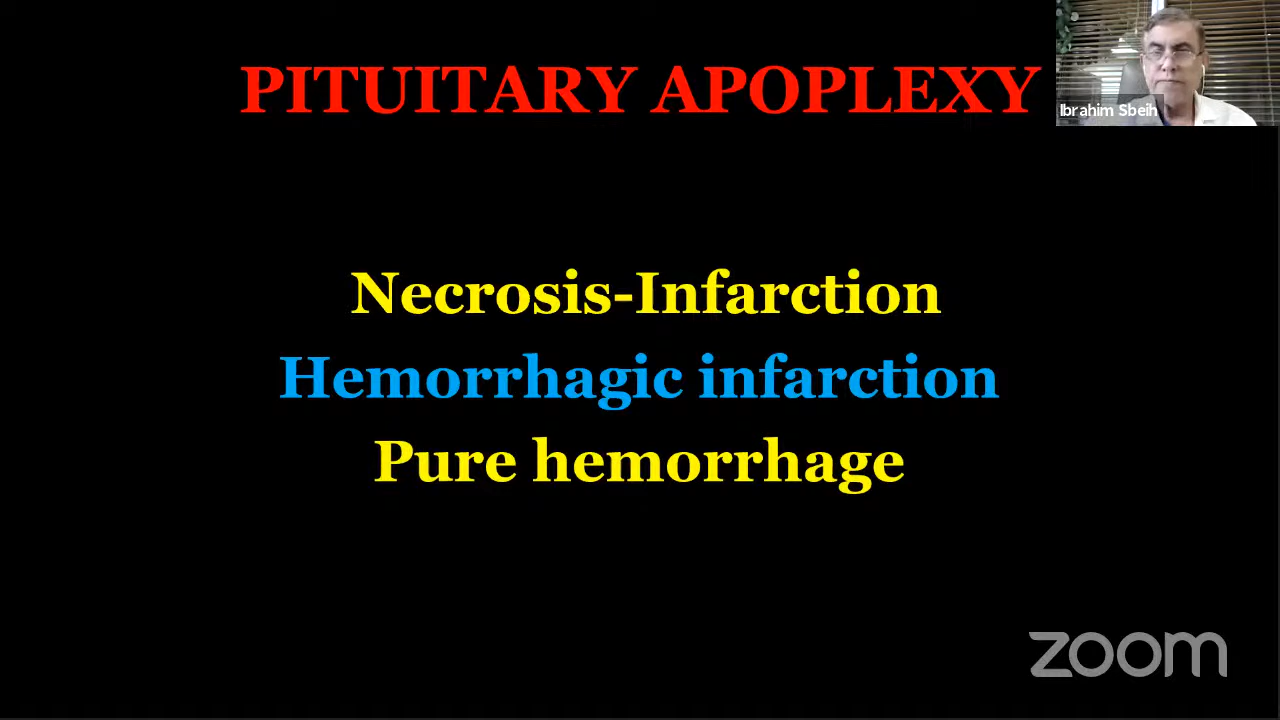 PITUITARY APOPLEXY
Ibrahim Sbeih
Necrosis-Infarction
Hemorrhagic infarction
Pure hemorrhage
zoom